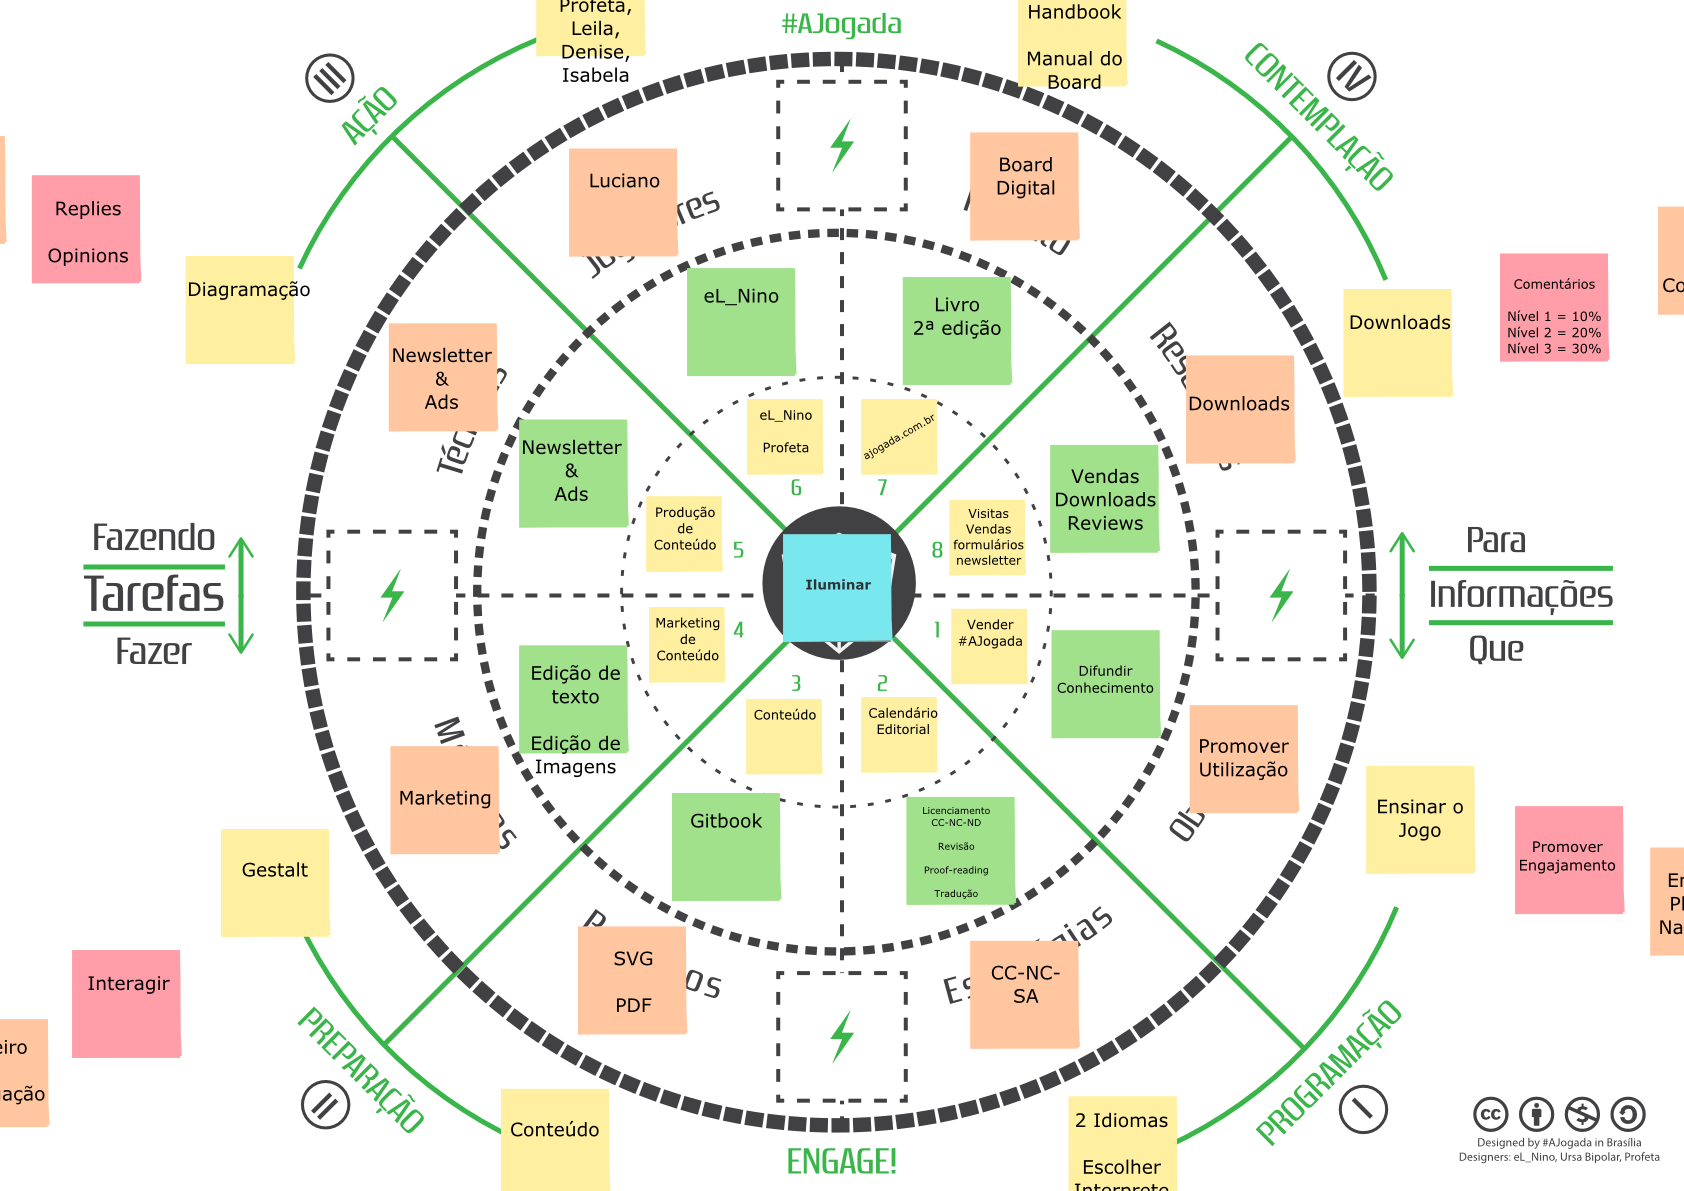 #AJogada
Profeta,
Leila,
Denise,
Isabela
Handbook
Manual do
Board
III
AÇÃO
IV
CONTEMPLAÇÃO
Replies
Opinions
Diagramação
Luciano
Board
Digital
eL_Nino
Livro
2ª edição
Newsletter
&
Ads
Newsletter
&
Ads
Downloads
Downloads
Comentários
Nível 1 = 10%
Nível 2 = 20%
Nível 3 = 30%
Co
eL_Nino
Profeta
6
ajogada.com.br
7
Produção
de
Conteúdo
5
Visitas
Vendas
formulários
newsletter
8
Vendas
Downloads
Reviews
Fazendo
Tarefas
Fazer
Iluminar
Para
Informações
Que
Marketing
de
Conteúdo
4
Vender
#AJogada
1
Edição de
texto
Edição de
Imagens
Conteúdo
3
Calendário
Editorial
2
Difundir
Conhecimento
Marketing
Promover
Utilização
Gitbook
Licenciamento
CC-NC-ND
Revisão
Proof-reading
Tradução
Gestalt
Ensinar o
Jogo
Promover
Engajamento
Interagir
SVG
PDF
CC-NC-
SA
PREPARAÇÃO
II
Conteúdo
2 Idiomas
Escolher
Interprete
PROGRAMAÇÃO
I
ENGAGE!
cc
Designed by #AJogada in Brasília
Designers: eL_Nino, Ursa Bipolar, Profeta